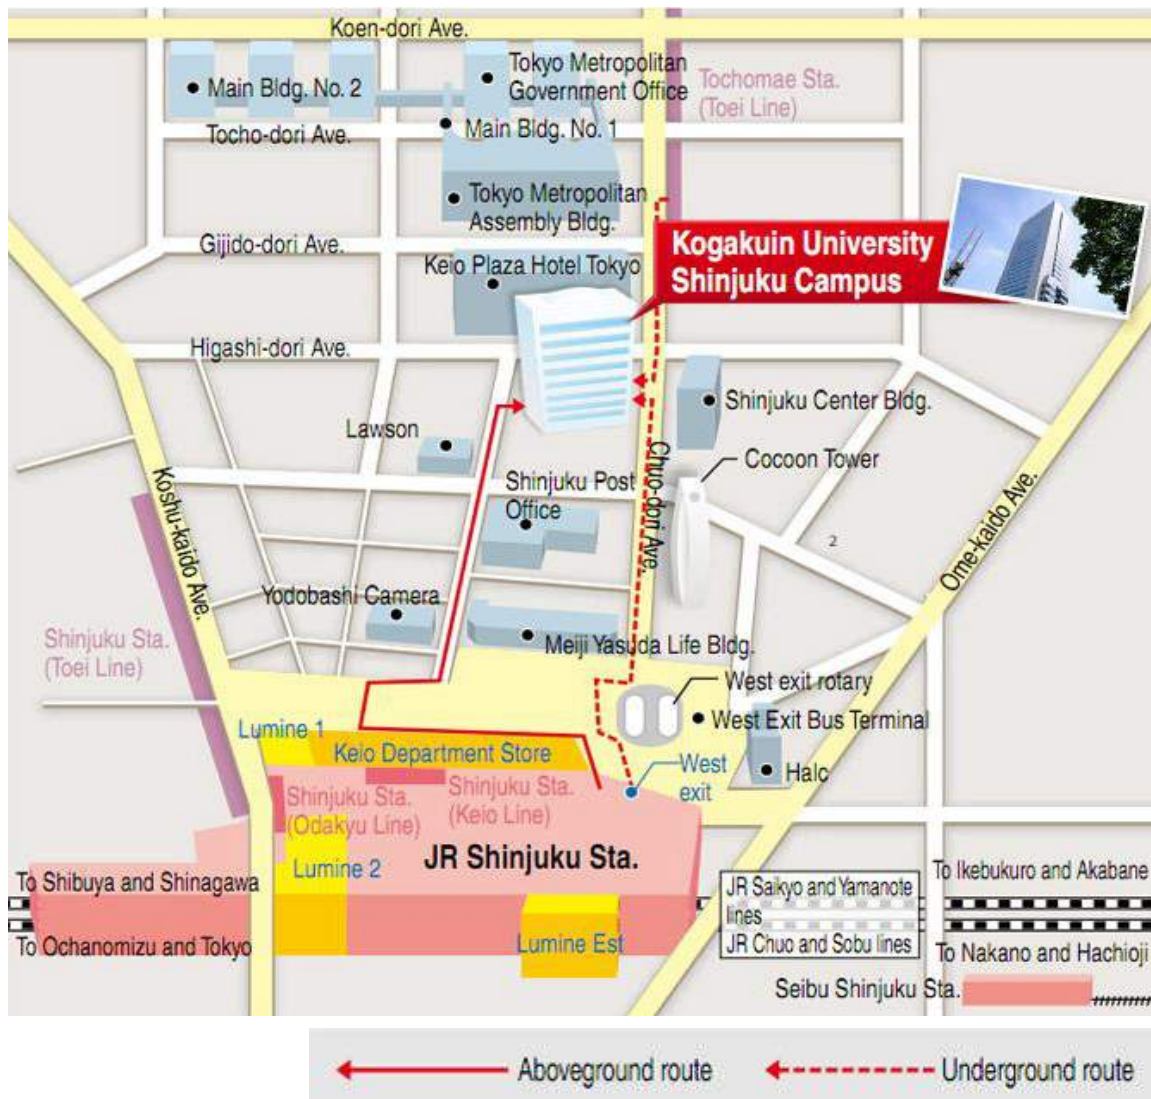 Koen-dori Ave.
Main Bldg. No. 2
Tokyo Metropolitan
Government Office
Tochomae Sta.
(Toei Line)
Main Bldg. No. 1
Tocho-dori Ave.
Tokyo Metropolitan
Assembly Bldg.
Gijido-dori Ave.
Kogakuin University
Shinjuku Campus
Keio Plaza Hotel Tokyo
Higashi-dori Ave.
Shinjuku Center Bldg.
Lawson
Cocoon Tower
Chuo-dori Ave.
Koshu-kaido Ave.
Shinjuku Post
Office
Ome-kaido Ave.
2
Yodobashi Camera
Shinjuku Sta.
(Toei Line)
Meiji Yasuda Life Bldg.
West exit rotary
West Exit Bus Terminal
Lumine 1
Keio Department Store
West
exit
Halc
Shinjuku Sta.
(Odakyu Line)
Shinjuku Sta.
(Keio Line)
JR Shinjuku Sta.
Lumine 2
To Shibuya and Shinagawa
JR Saikyo and Yamanote
lines
To Ikebukuro and Akabane
To Ochanomizu and Tokyo
Lumine Est
JR Chuo and Sobu lines
To Nakano and Hachioji
Seibu Shinjuku Sta.
Aboveground route
Underground route